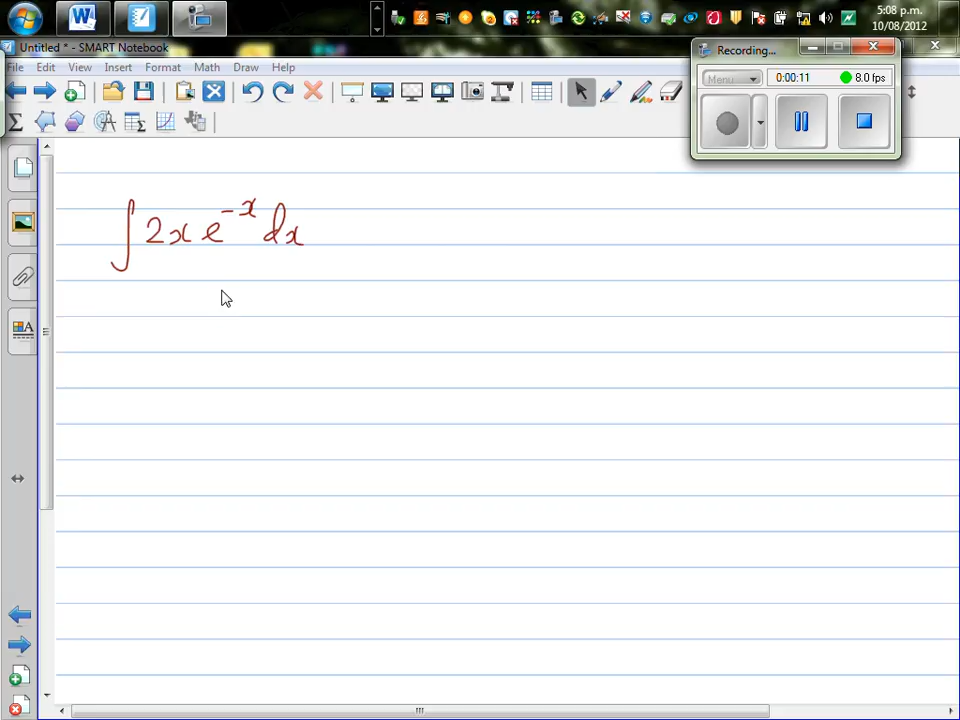 5:08 p.m.
10/08/2012
Untitled * - SMART Notebook
Recording...
File Edit View Insert Format Math Draw Help
Menu
0:00:11
8.0 fps
∫ 2x e^{-x} dx